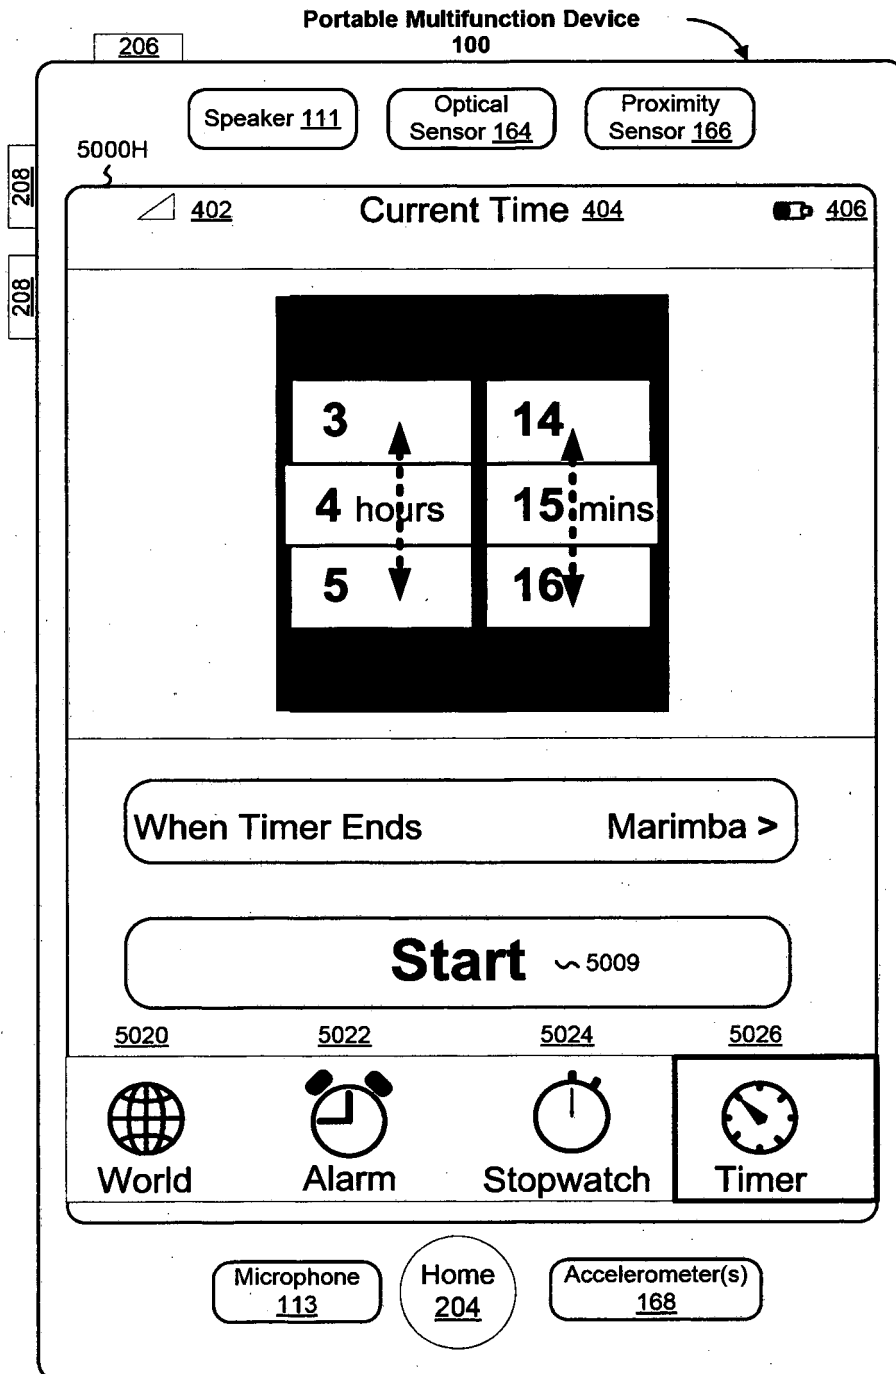 Portable Multifunction Device
100
206
Speaker 111
Optical
Sensor 164
Proximity
Sensor 166
5000H
208
208
402
Current Time 404
406
3
14
4 hours
15 mins
5
16
When Timer Ends Marimba >
Start 5009
5020 5022 5024 5026
World Alarm Stopwatch Timer
Microphone
113
Home
204
Accelerometer(s)
168